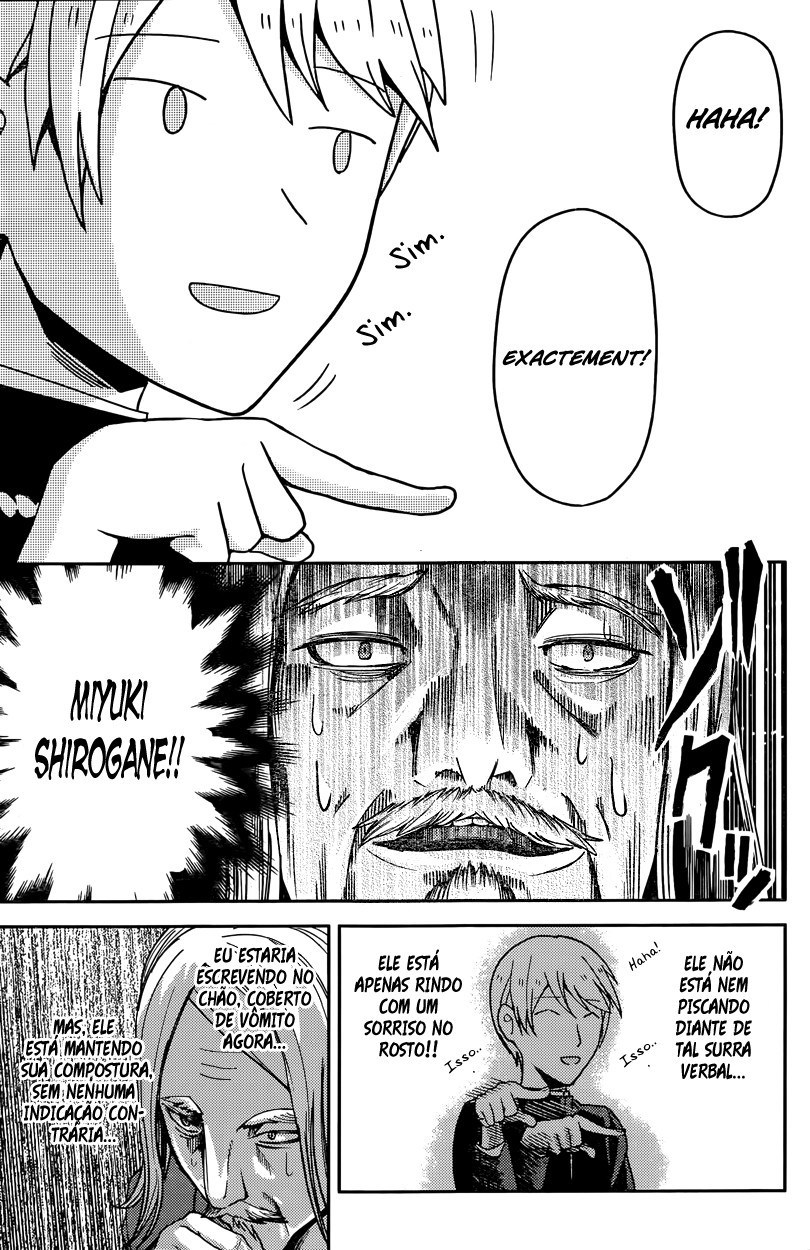 HAHA!
EXACTEMENT!
Sim.
Sim.
MIYUKI
SHIROGANE!!
ELE NÃO
ESTÁ NEM
PISCANDO
DIANTE DE
TAL SURRA
VERBAL...
Haha!
Isso..
Isso..
ELE ESTÁ
APENAS RINDO
COM UM
SORRISO NO
ROSTO!!
EU ESTARIA
ESCREVENDO NO
CHÃO, COBERTO
DE VÔMITO
AGORA...
MAS, ELE
ESTÁ MANTENDO
SUA COMPOSTURA,
SEM NENHUMA
INDICAÇÃO CON-
TRÁRIA...